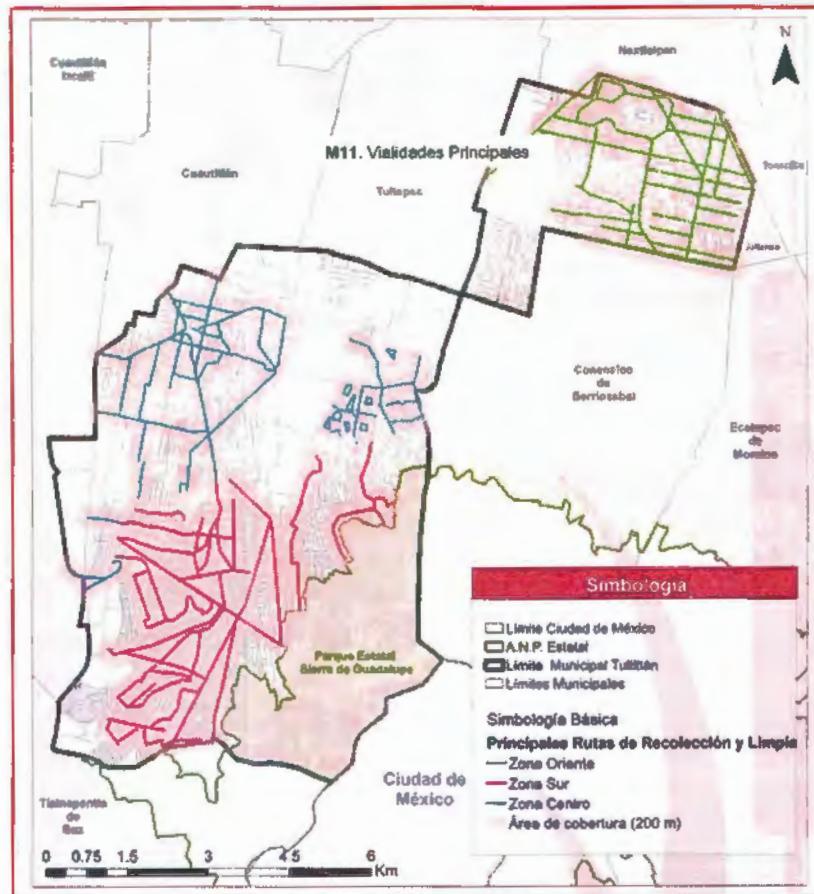 N
Nextlalpan
Cuautitlán
Izcalli
M11. Vialidades Principales
Cuautitlán
Tultepec
Tonanitla
Jaltenco
Coacalco
de
Berriozabal
Ecatepec
de
Morelos
Simbología
Límite Ciudad de México
A.N.P. Estatal
Límite Municipal Tultitlán
Límites Municipales
Parque Estatal
Sierra de Guadalupe
Simbología Básica
Principales Rutas de Recolección y Limpia
Zona Oriente
Zona Sur
Zona Centro
Área de cobertura (200 m)
Ciudad de
México
Tlalnepantla
de
Baz
0 0.75 1.5 3 4.5 6
Km